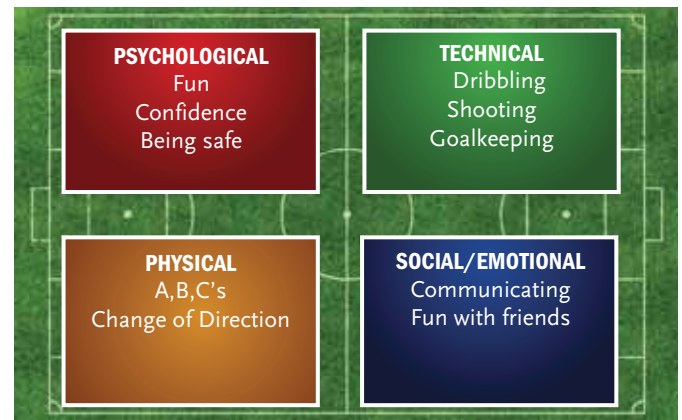 PSYCHOLOGICAL
Fun
Confidence
Being safe
TECHNICAL
Dribbling
Shooting
Goalkeeping
PHYSICAL
A,B,C's
Change of Direction
SOCIAL/EMOTIONAL
Communicating
Fun with friends